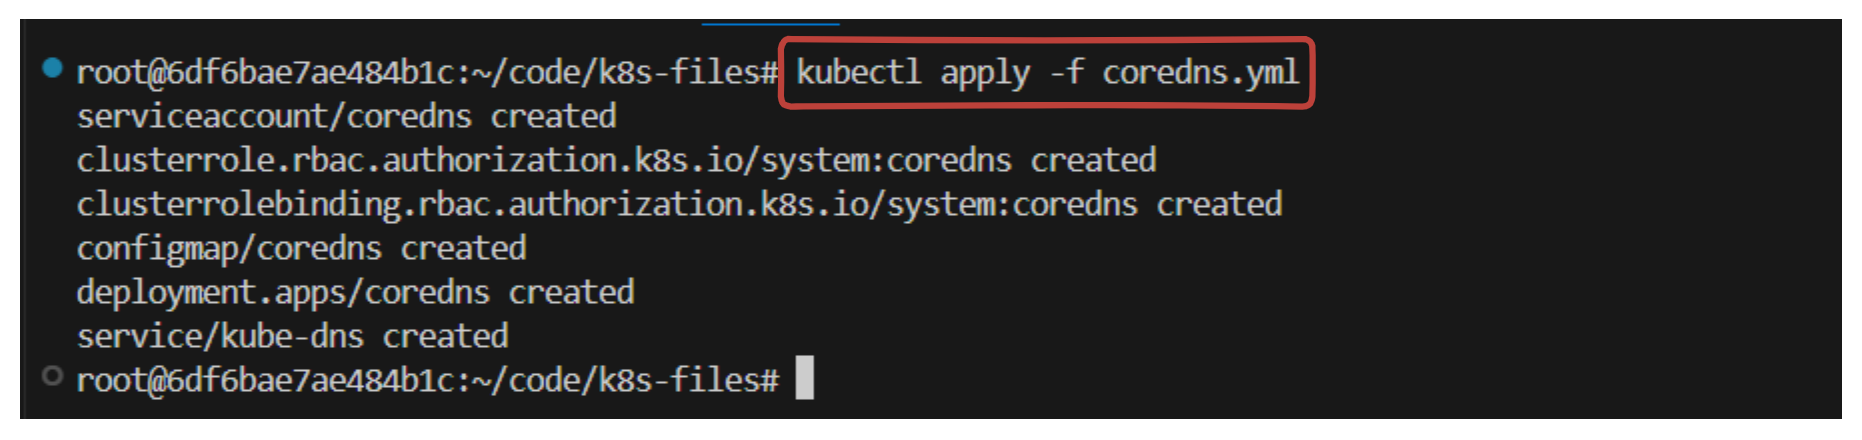 root@6df6bae7ae484b1c:~/code/k8s-files# kubectl apply -f coredns.yml
serviceaccount/coredns created
clusterrole.rbac.authorization.k8s.io/system:coredns created
clusterrolebinding.rbac.authorization.k8s.io/system:coredns created
configmap/coredns created
deployment.apps/coredns created
service/kube-dns created
root@6df6bae7ae484b1c:~/code/k8s-files#